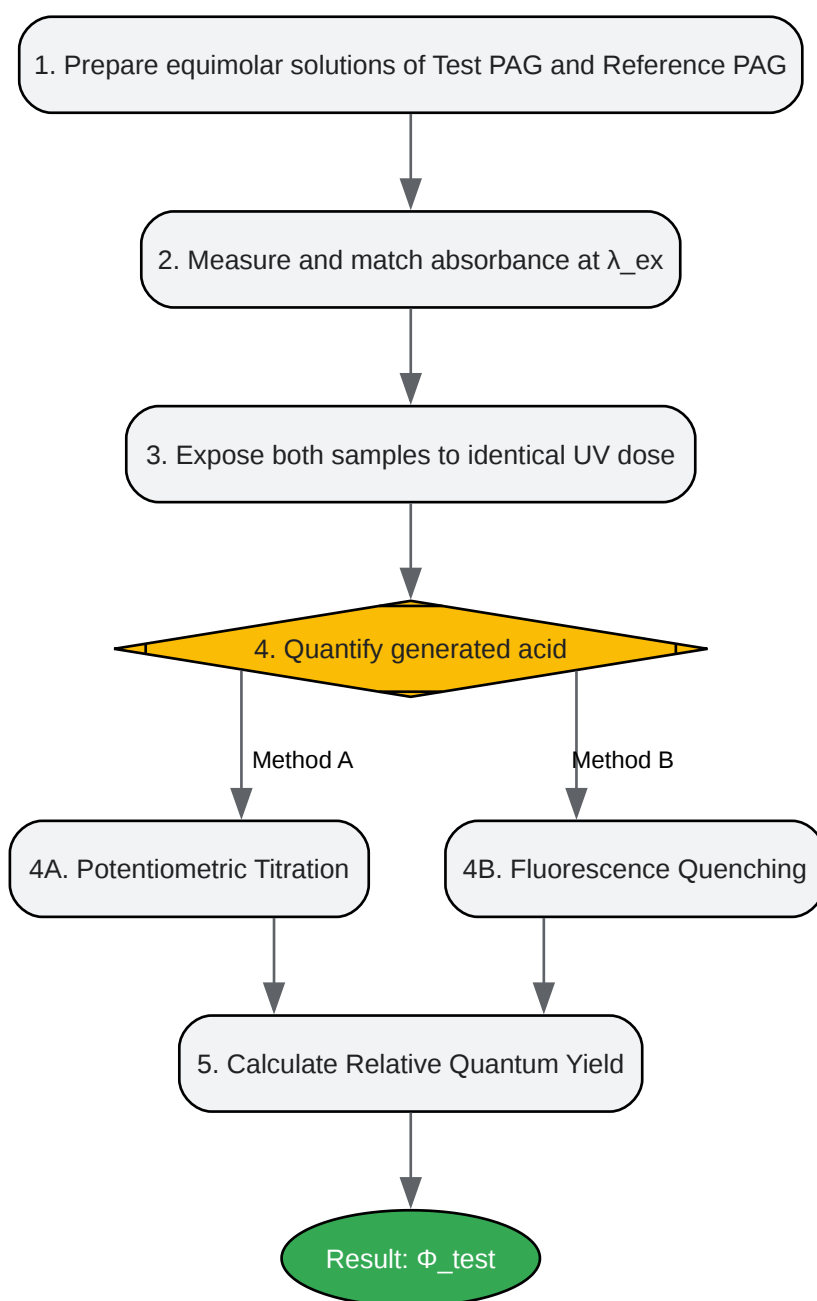 1. Prepare equimolar solutions of Test PAG and Reference PAG
2. Measure and match absorbance at λ_ex
3. Expose both samples to identical UV dose
4. Quantify generated acid
Method A
Method B
4A. Potentiometric Titration
4B. Fluorescence Quenching
5. Calculate Relative Quantum Yield
Result: Φ_test